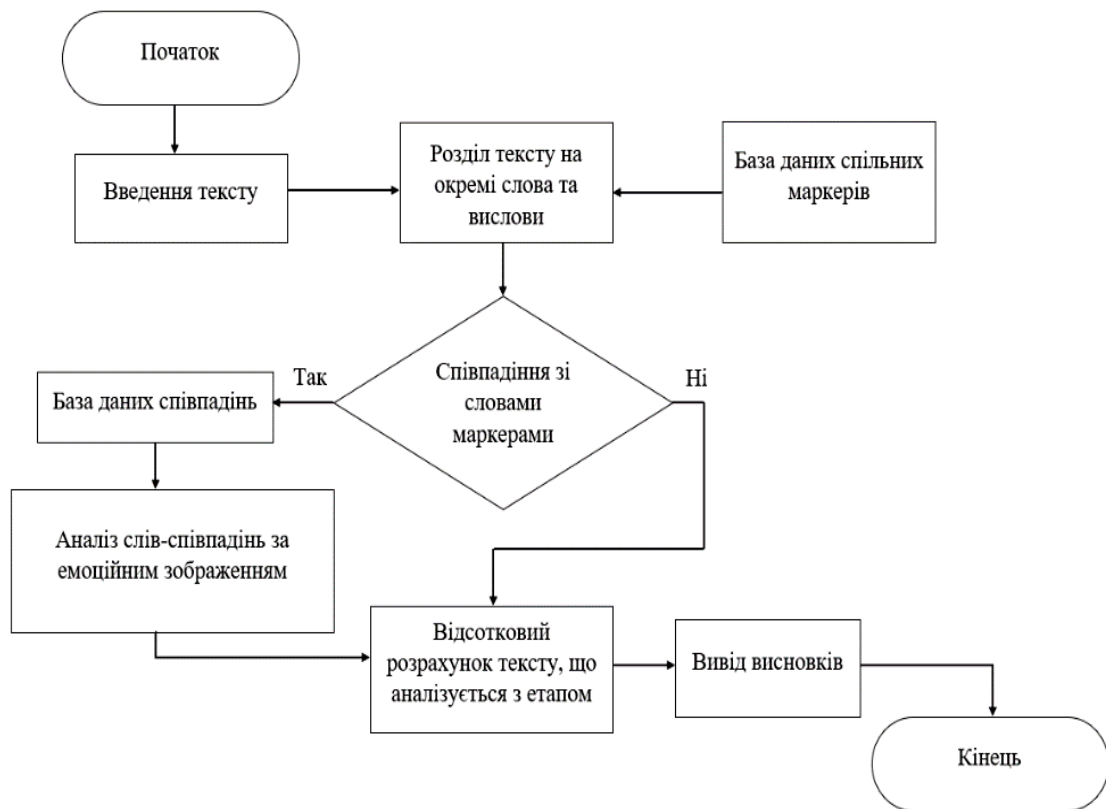 Початок
Введення тексту
Розділ тексту на
окремі слова та
вислови
База даних спільних
маркерів
Співпадіння зі
словами
маркерами
Так
Ні
База даних співпадінь
Аналіз слів-співпадінь за
емоційним зображенням
Відсотковий
розрахунок тексту, що
аналізується з етапом
Вивід висновків
Кінець